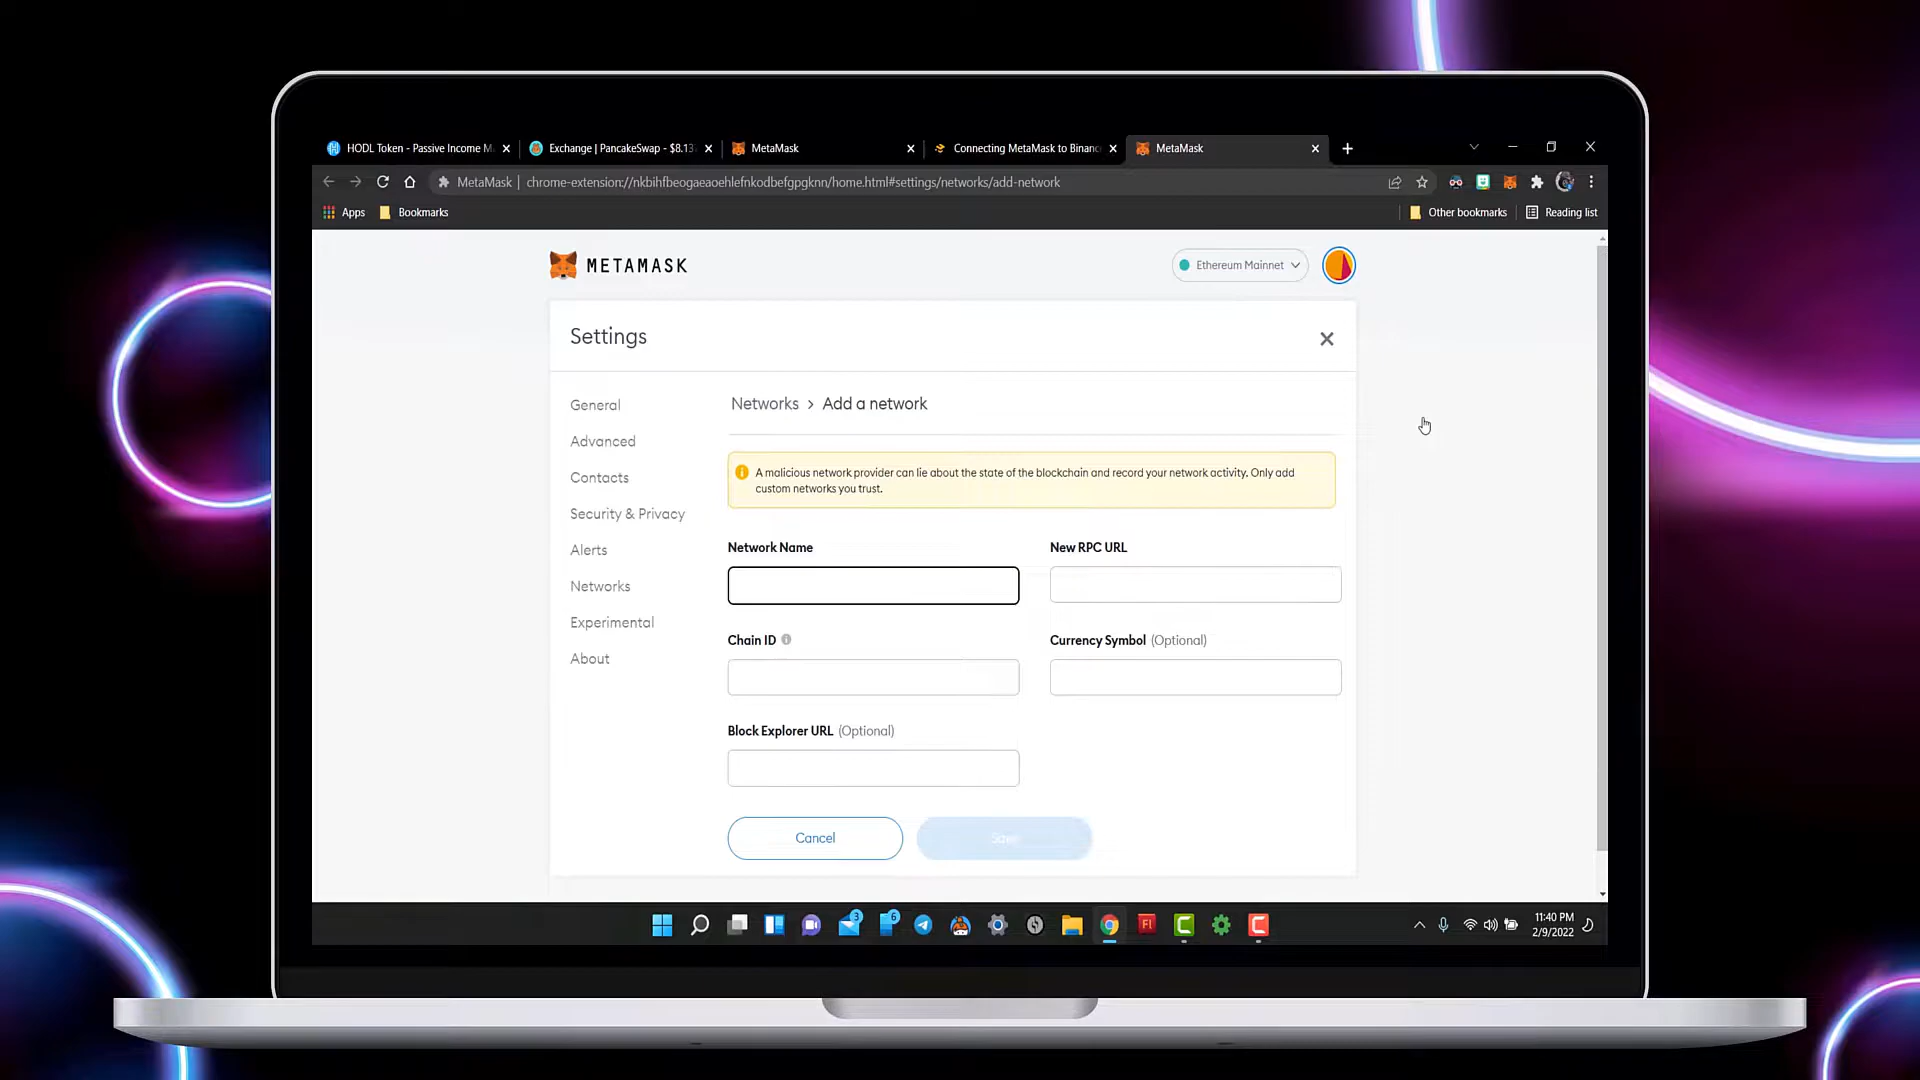 HODL Token - Passive Income M
Exchange | PancakeSwap - $8.13
MetaMask
Connecting MetaMask to Binanc
MetaMask
MetaMask | chrome-extension://nkbihfbeogaeaoehlefnkodbefgpgknn/home.html#settings/networks/add-network
Apps
Bookmarks
Other bookmarks
Reading list
METAMASK
Ethereum Mainnet
Settings
General
Advanced
Contacts
Security & Privacy
Alerts
Networks
Experimental
About
Networks > Add a network
A malicious network provider can lie about the state of the blockchain and record your network activity. Only add
custom networks you trust.
Network Name
New RPC URL
Chain ID
Currency Symbol (Optional)
Block Explorer URL (Optional)
Cancel
Save
3
6
Fl
11:40 PM
2/9/2022